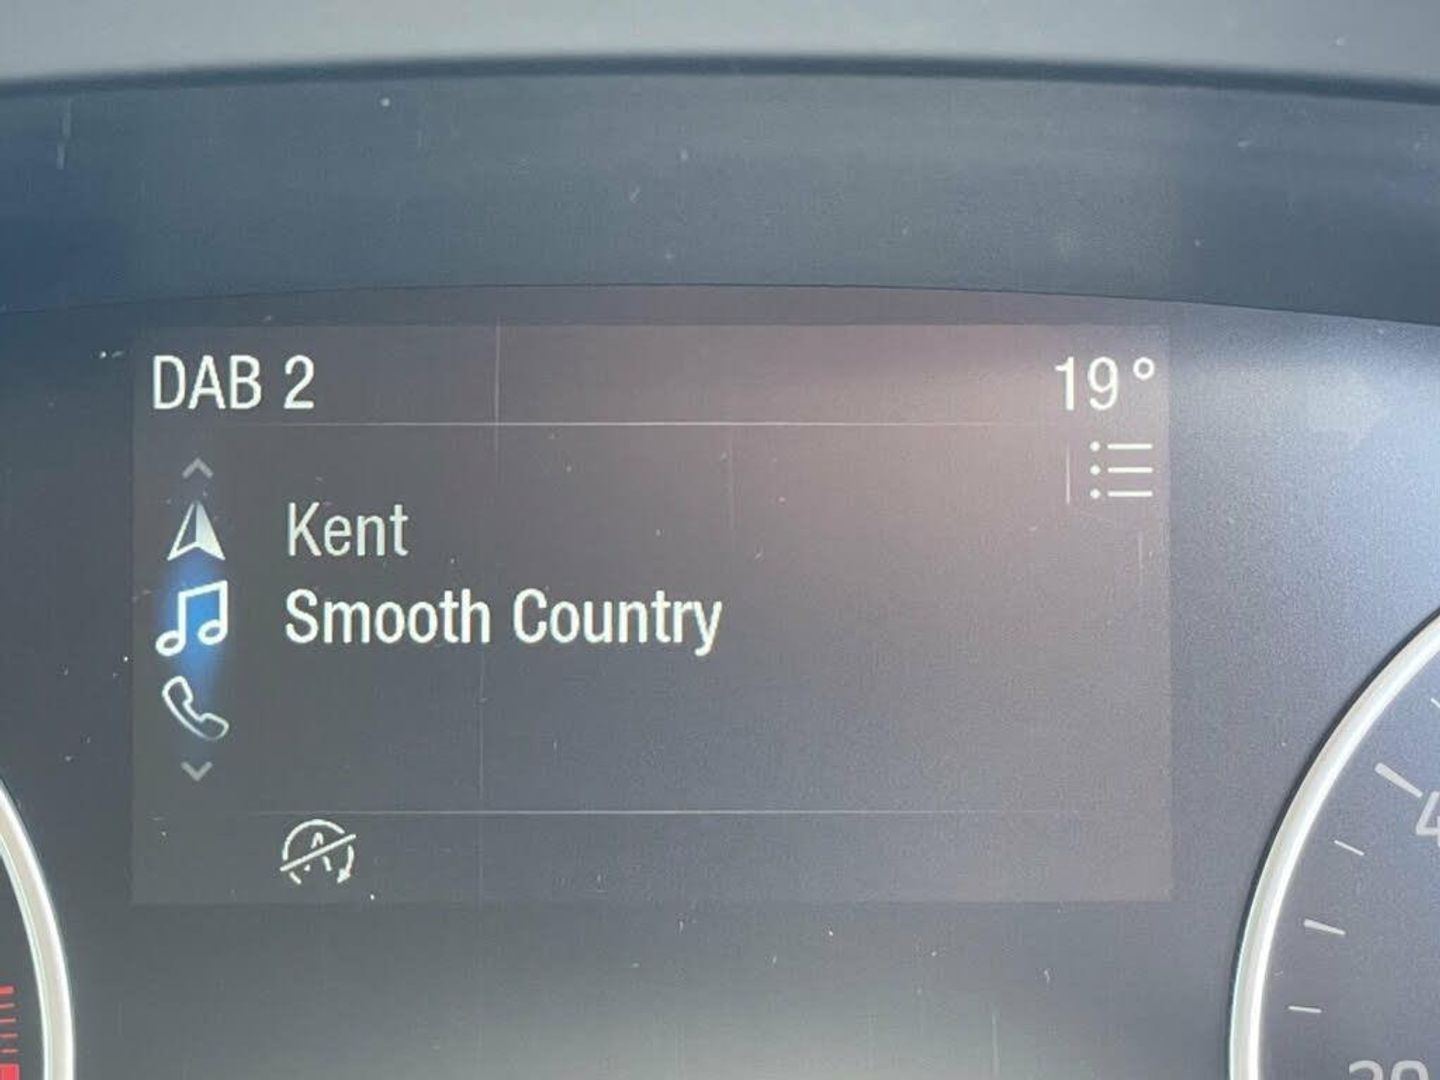 DAB 2 19°
Kent
Smooth Country
A